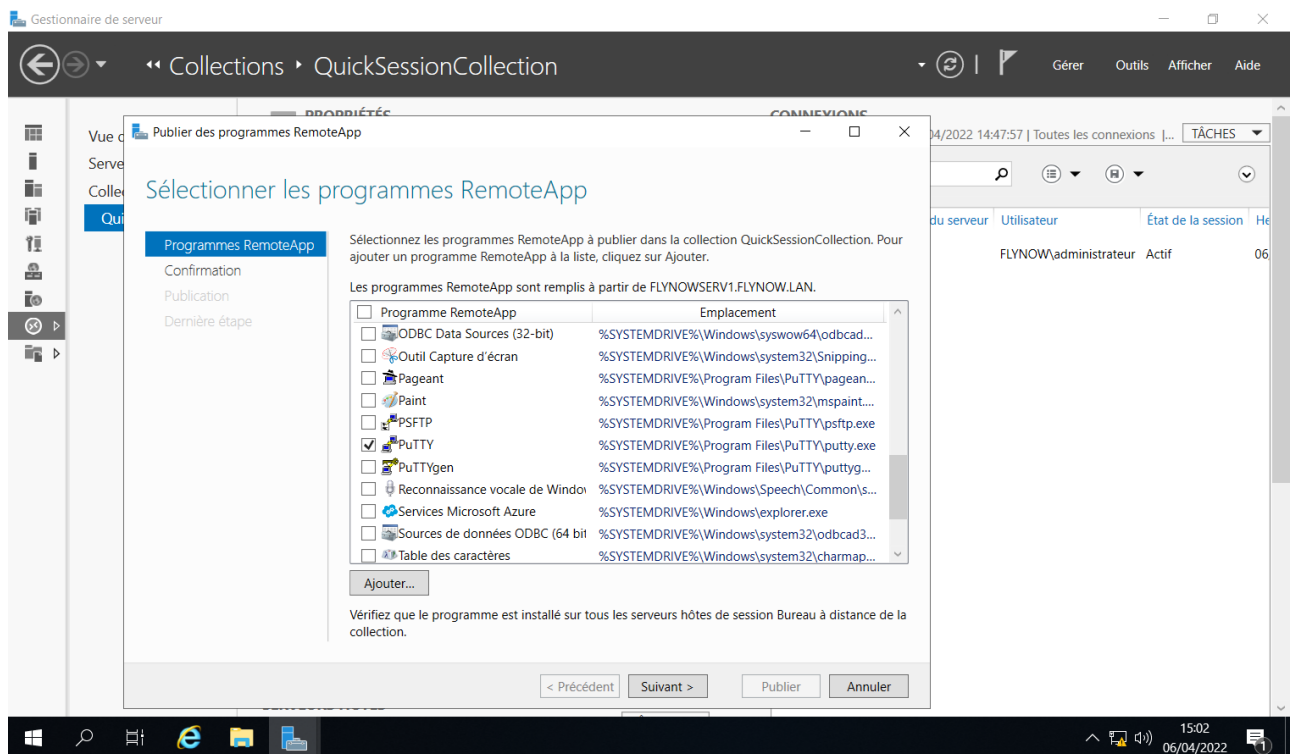 Gestionnaire de serveur
Collections
QuickSessionCollection
Gérer
Outils
Afficher
Aide
PROPRIÉTÉS
CONNEXIONS
Vue
Serve
Colle
Qui
Publier des programmes RemoteApp
04/2022 14:47:57 | Toutes les connexions |...
TÂCHES
Sélectionner les programmes RemoteApp
du serveur
Utilisateur
État de la session
He
FLYNOW\administrateur
Actif
06
Programmes RemoteApp
Confirmation
Publication
Dernière étape
Sélectionnez les programmes RemoteApp à publier dans la collection QuickSessionCollection. Pour
ajouter un programme RemoteApp à la liste, cliquez sur Ajouter.
Les programmes RemoteApp sont remplis à partir de FLYNOWSERV1.FLYNOW.LAN.
Programme RemoteApp Emplacement
ODBC Data Sources (32-bit) %SYSTEMDRIVE%\Windows\syswow64\odbcad...
Outil Capture d'écran %SYSTEMDRIVE%\Windows\system32\Snipping...
Pageant %SYSTEMDRIVE%\Program Files\PuTTY\pagean...
Paint %SYSTEMDRIVE%\Windows\system32\mspaint....
PSFTP %SYSTEMDRIVE%\Program Files\PuTTY\psftp.exe
PuTTY %SYSTEMDRIVE%\Program Files\PuTTY\putty.exe
PuTTYgen %SYSTEMDRIVE%\Program Files\PuTTY\puttyg...
Reconnaissance vocale de Window %SYSTEMDRIVE%\Windows\Speech\Common\s...
Services Microsoft Azure %SYSTEMDRIVE%\Windows\explorer.exe
Sources de données ODBC (64 bit %SYSTEMDRIVE%\Windows\system32\odbcad3...
Table des caractères %SYSTEMDRIVE%\Windows\system32\charmap...
Ajouter...
Vérifiez que le programme est installé sur tous les serveurs hôtes de session Bureau à distance de la
collection.
< Précédent
Suivant >
Publier
Annuler
15:02
06/04/2022
1